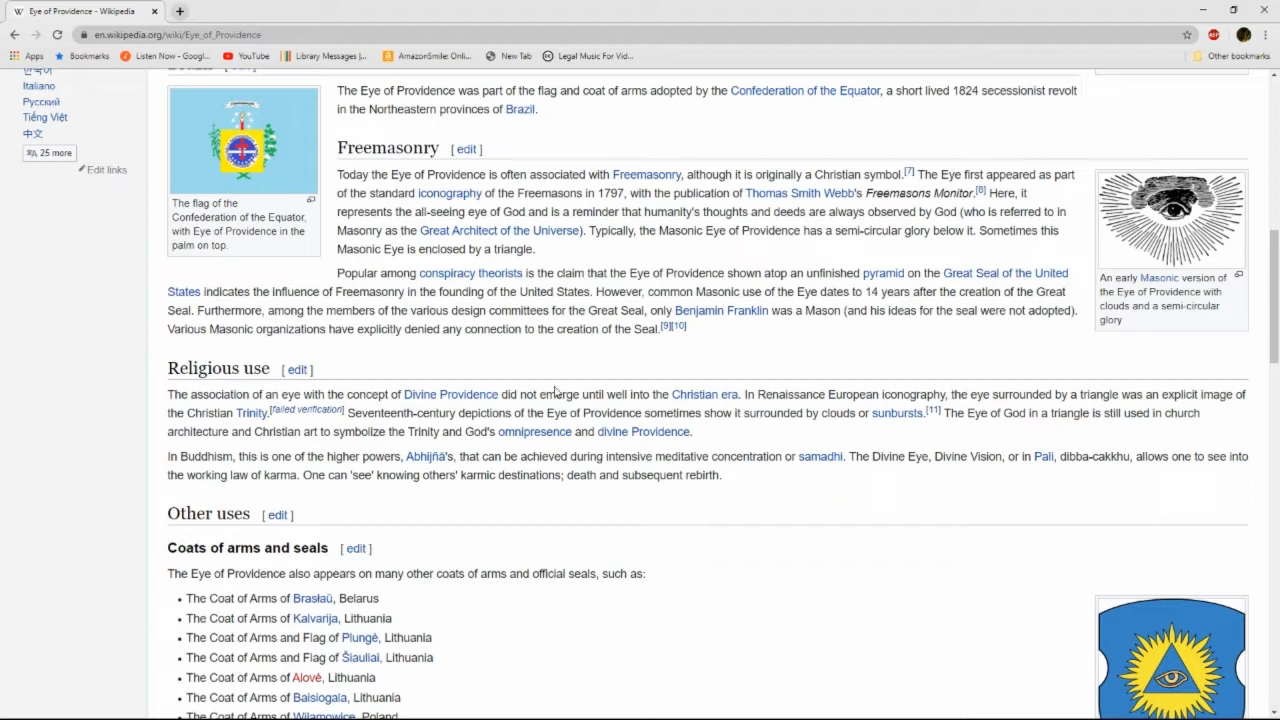 Eye of Providence - Wikipedia
en.wikipedia.org/wiki/Eye_of_Providence
Apps Bookmarks Listen Now - Googl... YouTube Library Messages |... AmazonSmile: Onli... New Tab Legal Music For Vid... Other bookmarks
한국어
Italiano
Русский
Tiếng Việt
中文
25 more
Edit links
The flag of the
Confederation of the Equator,
with Eye of Providence in the
palm on top.
The Eye of Providence was part of the flag and coat of arms adopted by the Confederation of the Equator, a short lived 1824 secessionist revolt
in the Northeastern provinces of Brazil.
Freemasonry [ edit ]
Today the Eye of Providence is often associated with Freemasonry, although it is originally a Christian symbol.[7] The Eye first appeared as part
of the standard iconography of the Freemasons in 1797, with the publication of Thomas Smith Webb's Freemasons Monitor.[8] Here, it
represents the all-seeing eye of God and is a reminder that humanity's thoughts and deeds are always observed by God (who is referred to in
Masonry as the Great Architect of the Universe). Typically, the Masonic Eye of Providence has a semi-circular glory below it. Sometimes this
Masonic Eye is enclosed by a triangle.
Popular among conspiracy theorists is the claim that the Eye of Providence shown atop an unfinished pyramid on the Great Seal of the United
States indicates the influence of Freemasonry in the founding of the United States. However, common Masonic use of the Eye dates to 14 years after the creation of the Great
Seal. Furthermore, among the members of the various design committees for the Great Seal, only Benjamin Franklin was a Mason (and his ideas for the seal were not adopted).
Various Masonic organizations have explicitly denied any connection to the creation of the Seal.[9][10]
An early Masonic version of
the Eye of Providence with
clouds and a semi-circular
glory
Religious use [ edit ]
The association of an eye with the concept of Divine Providence did not emerge until well into the Christian era. In Renaissance European iconography, the eye surrounded by a triangle was an explicit image of
the Christian Trinity.[failed verification] Seventeenth-century depictions of the Eye of Providence sometimes show it surrounded by clouds or sunbursts.[11] The Eye of God in a triangle is still used in church
architecture and Christian art to symbolize the Trinity and God's omnipresence and divine Providence.
In Buddhism, this is one of the higher powers, Abhijñā's, that can be achieved during intensive meditative concentration or samadhi. The Divine Eye, Divine Vision, or in Pali, dibba-cakkhu, allows one to see into
the working law of karma. One can 'see' knowing others' karmic destinations; death and subsequent rebirth.
Other uses [ edit ]
Coats of arms and seals [ edit ]
The Eye of Providence also appears on many other coats of arms and official seals, such as:
• The Coat of Arms of Brasłaŭ, Belarus
• The Coat of Arms of Kalvarija, Lithuania
• The Coat of Arms and Flag of Plungė, Lithuania
• The Coat of Arms and Flag of Šiauliai, Lithuania
• The Coat of Arms of Alovė, Lithuania
• The Coat of Arms of Baisiogala, Lithuania
• The Coat of Arms of Wilamowice, Poland